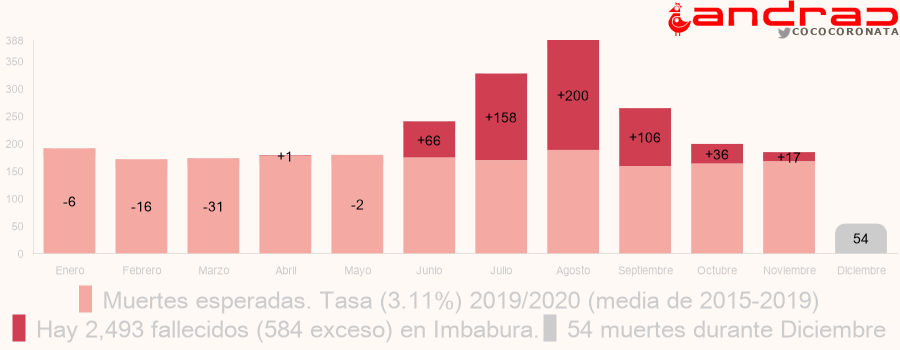 andrac
COCOCORONATA
388
350
300
250
200
150
100
50
0
-6
-16
-31
+1
-2
+66
+158
+200
+106
+36
+17
54
Enero
Febrero
Marzo
Abril
Mayo
Junio
Julio
Agosto
Septiembre
Octubre
Noviembre
Diciembre
Muertes esperadas. Tasa (3.11%) 2019/2020 (media de 2015-2019)
Hay 2,493 fallecidos (584 exceso) en Imbabura. 54 muertes durante Diciembre